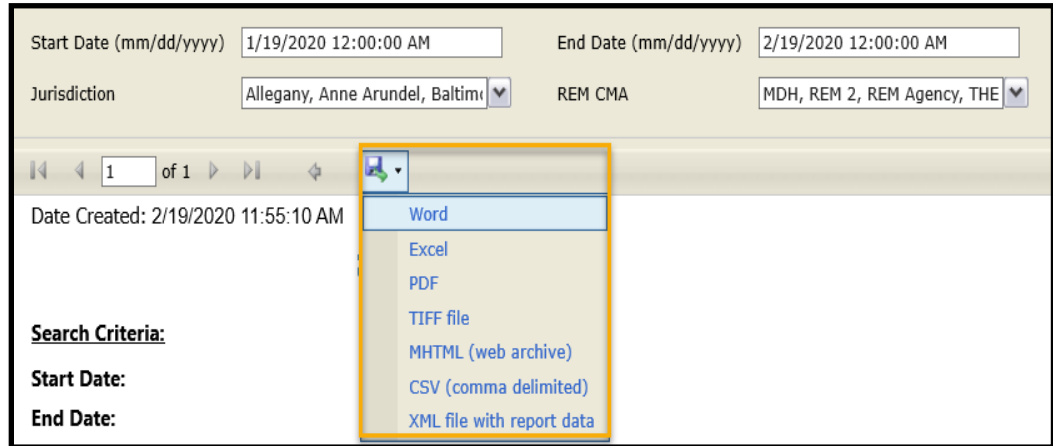 Start Date (mm/dd/yyyy) 1/19/2020 12:00:00 AM End Date (mm/dd/yyyy) 2/19/2020 12:00:00 AM
Jurisdiction Allegany, Anne Arundel, Baltim REM CMA MDH, REM 2, REM Agency, THE
1 of 1
Date Created: 2/19/2020 11:55:10 AM
Word
Excel
PDF
TIFF file
Search Criteria:
MHTML (web archive)
Start Date:
CSV (comma delimited)
End Date:
XML file with report data